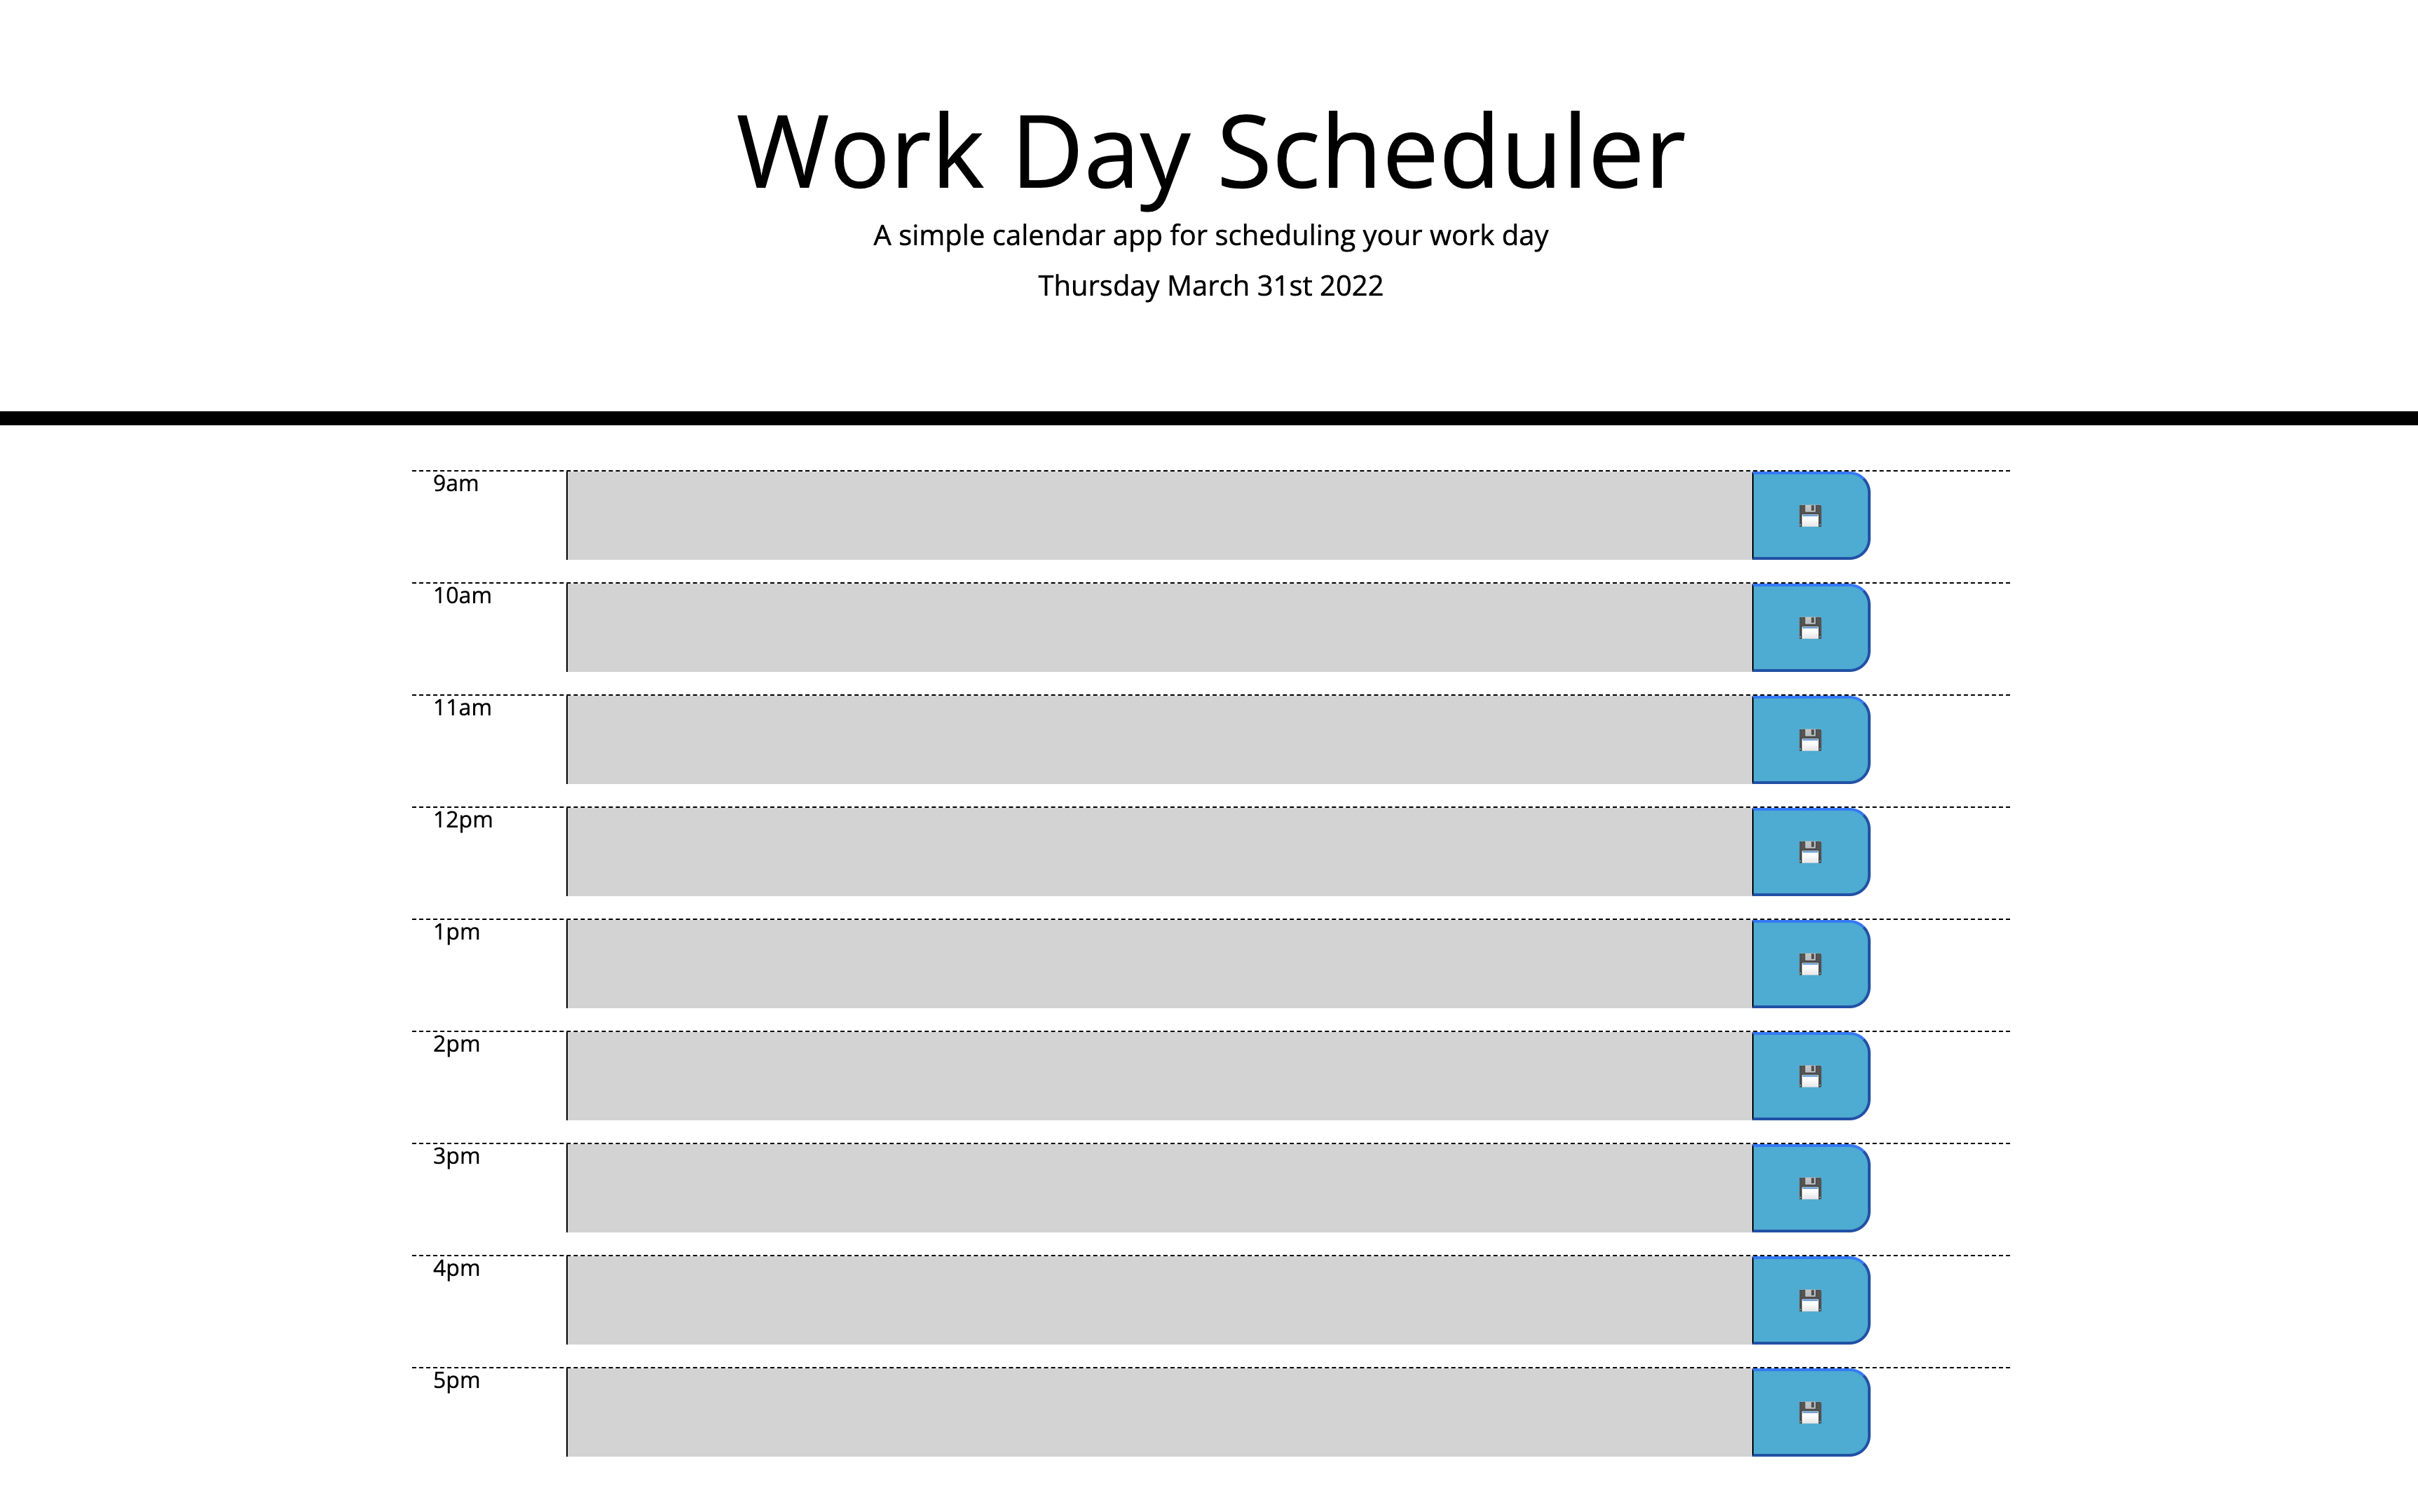 Work Day Scheduler
A simple calendar app for scheduling your work day
Thursday March 31st 2022
9am
10am
11am
12pm
1pm
2pm
3pm
4pm
5pm